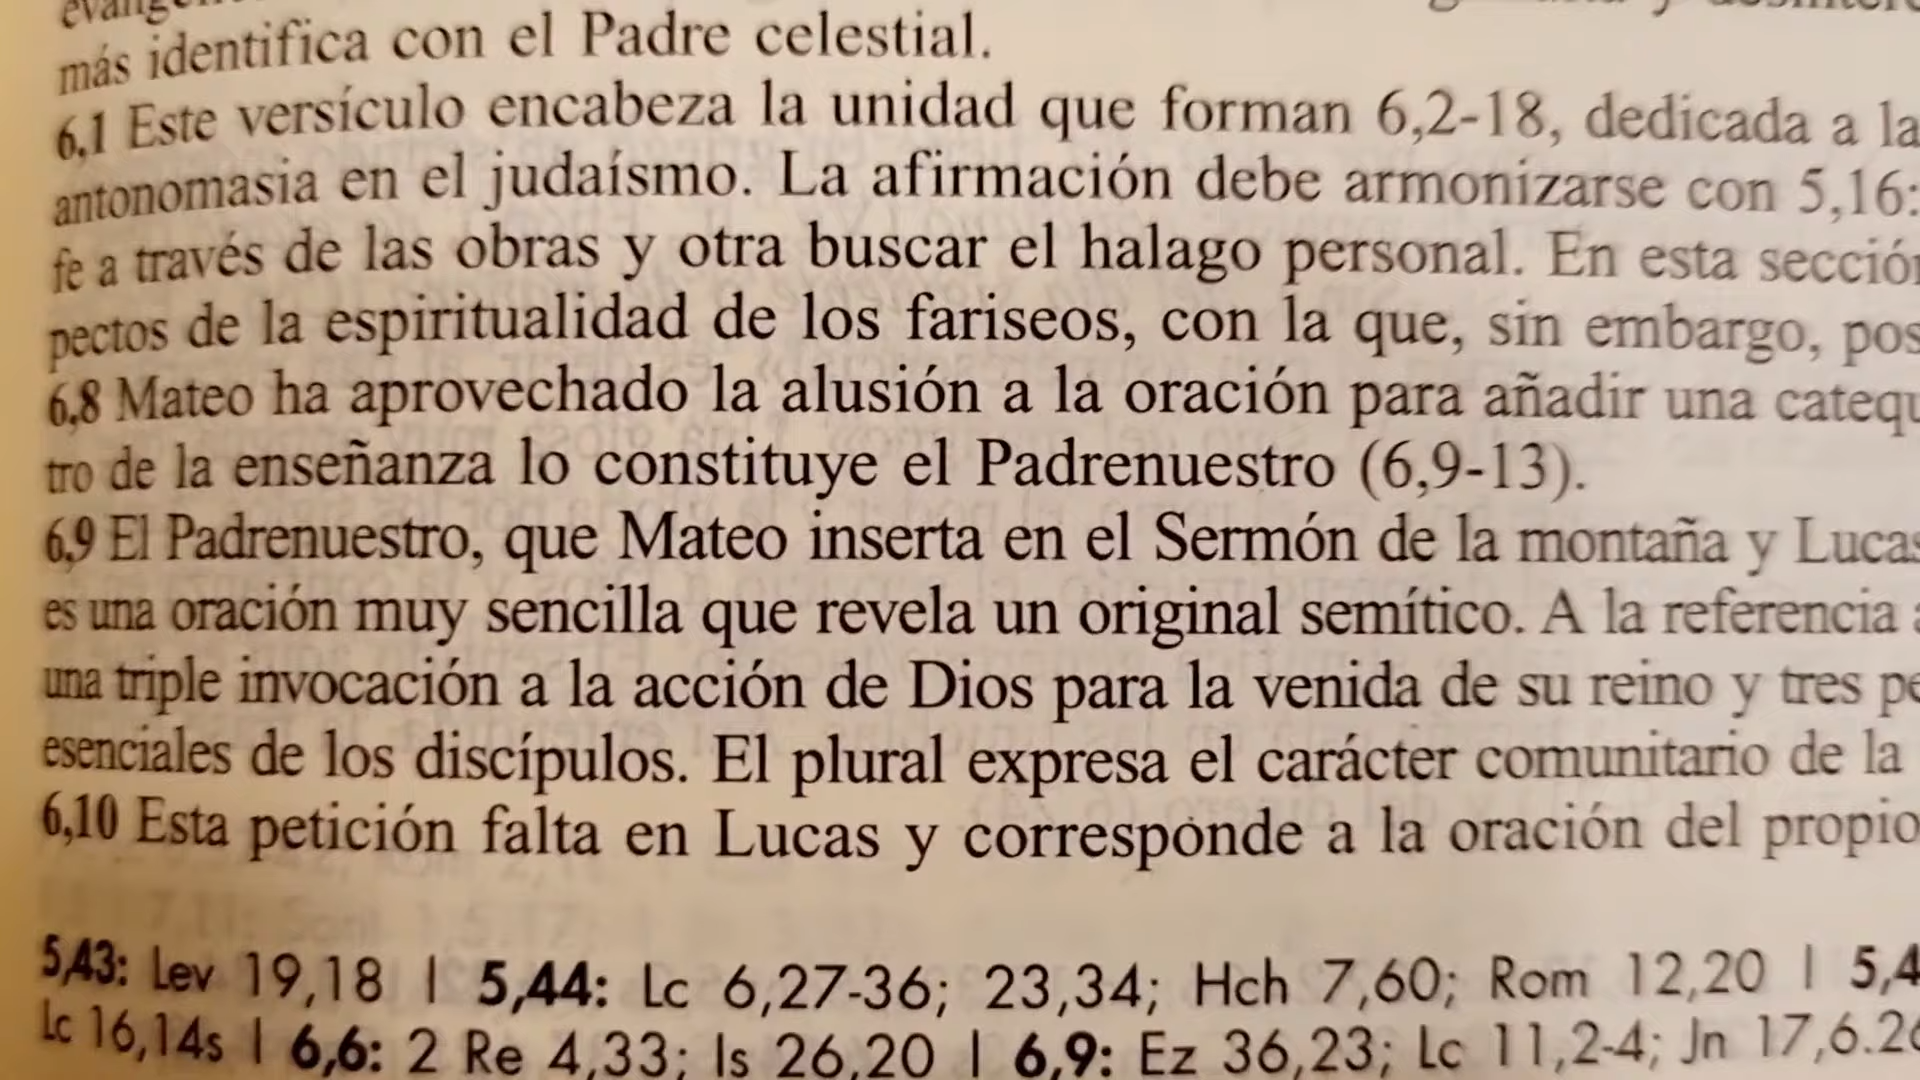 más identifica con el Padre celestial.
6.1 Este versículo encabeza la unidad que forman 6,2-18, dedicada a la
antonomasia en el judaísmo. La afirmación debe armonizarse con 5,16:
fe a través de las obras y otra buscar el halago personal. En esta
pectos de la espiritualidad de los fariseos, con la que, sin embargo,
6,8 Mateo ha aprovechado la alusión a la oración para añadir una
tro de la enseñanza lo constituye el Padrenuestro (6,9-13).
6,9 El Padrenuestro, que Mateo inserta en el Sermón de la montaña y Lucas
es una oración muy sencilla que revela un original semítico. A la referencia
una triple invocación a la acción de Dios para la venida de su reino y tres
esenciales de los discípulos. El plural expresa el carácter comunitario de la
6,10 Esta petición falta en Lucas y corresponde a la oración del propio
5,43: Lev 19,18 | 5,44: Lc 6,27-36; 23,34; Hch 7,60; Rom 12,20 |
Lc 16,14s | 6,6: 2 Re 4,33; Is 26,20 | 6,9: Ez 36,23; Lc 11,2-4; Jn